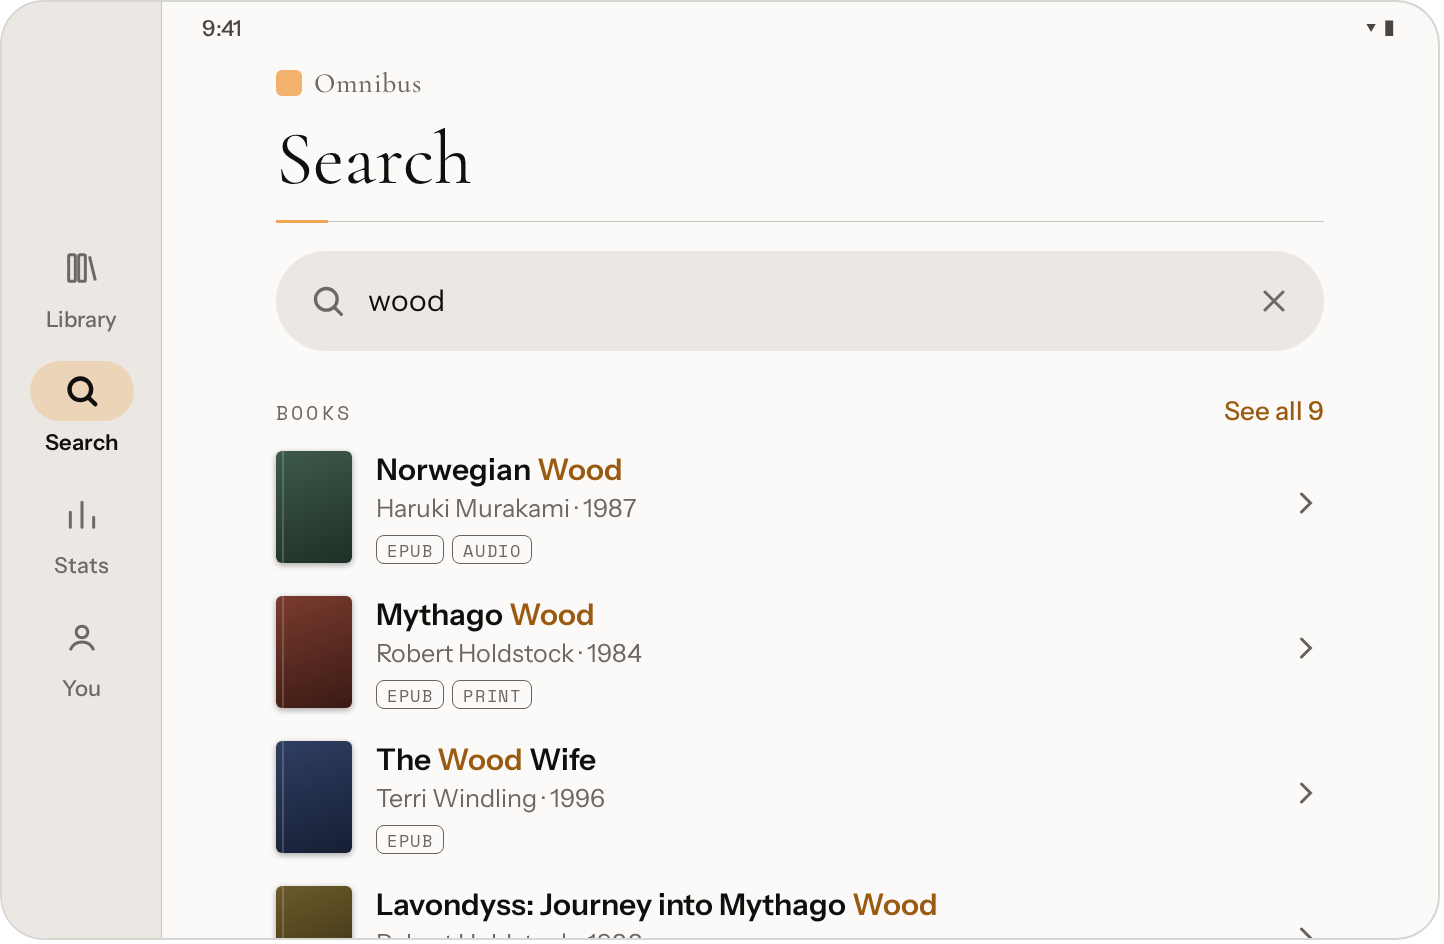 9:41
Omnibus
Search
wood
Library
Search
Stats
You
BOOKS
See all 9
Norwegian Wood
Haruki Murakami · 1987
EPUB AUDIO
Mythago Wood
Robert Holdstock · 1984
EPUB PRINT
The Wood Wife
Terri Windling · 1996
EPUB
Lavondyss: Journey into Mythago Wood